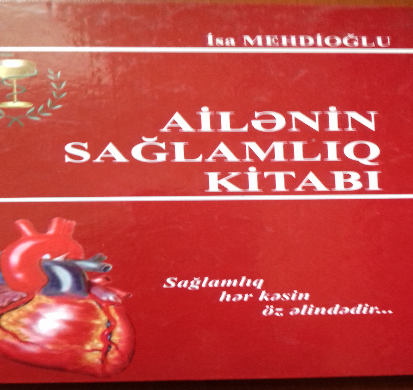 İsa MEHDİOĞLU
AİLƏNİN
SAĞLAMLIQ
KİTABI
Sağlamlıq
hər kəsin
öz əlindədir...